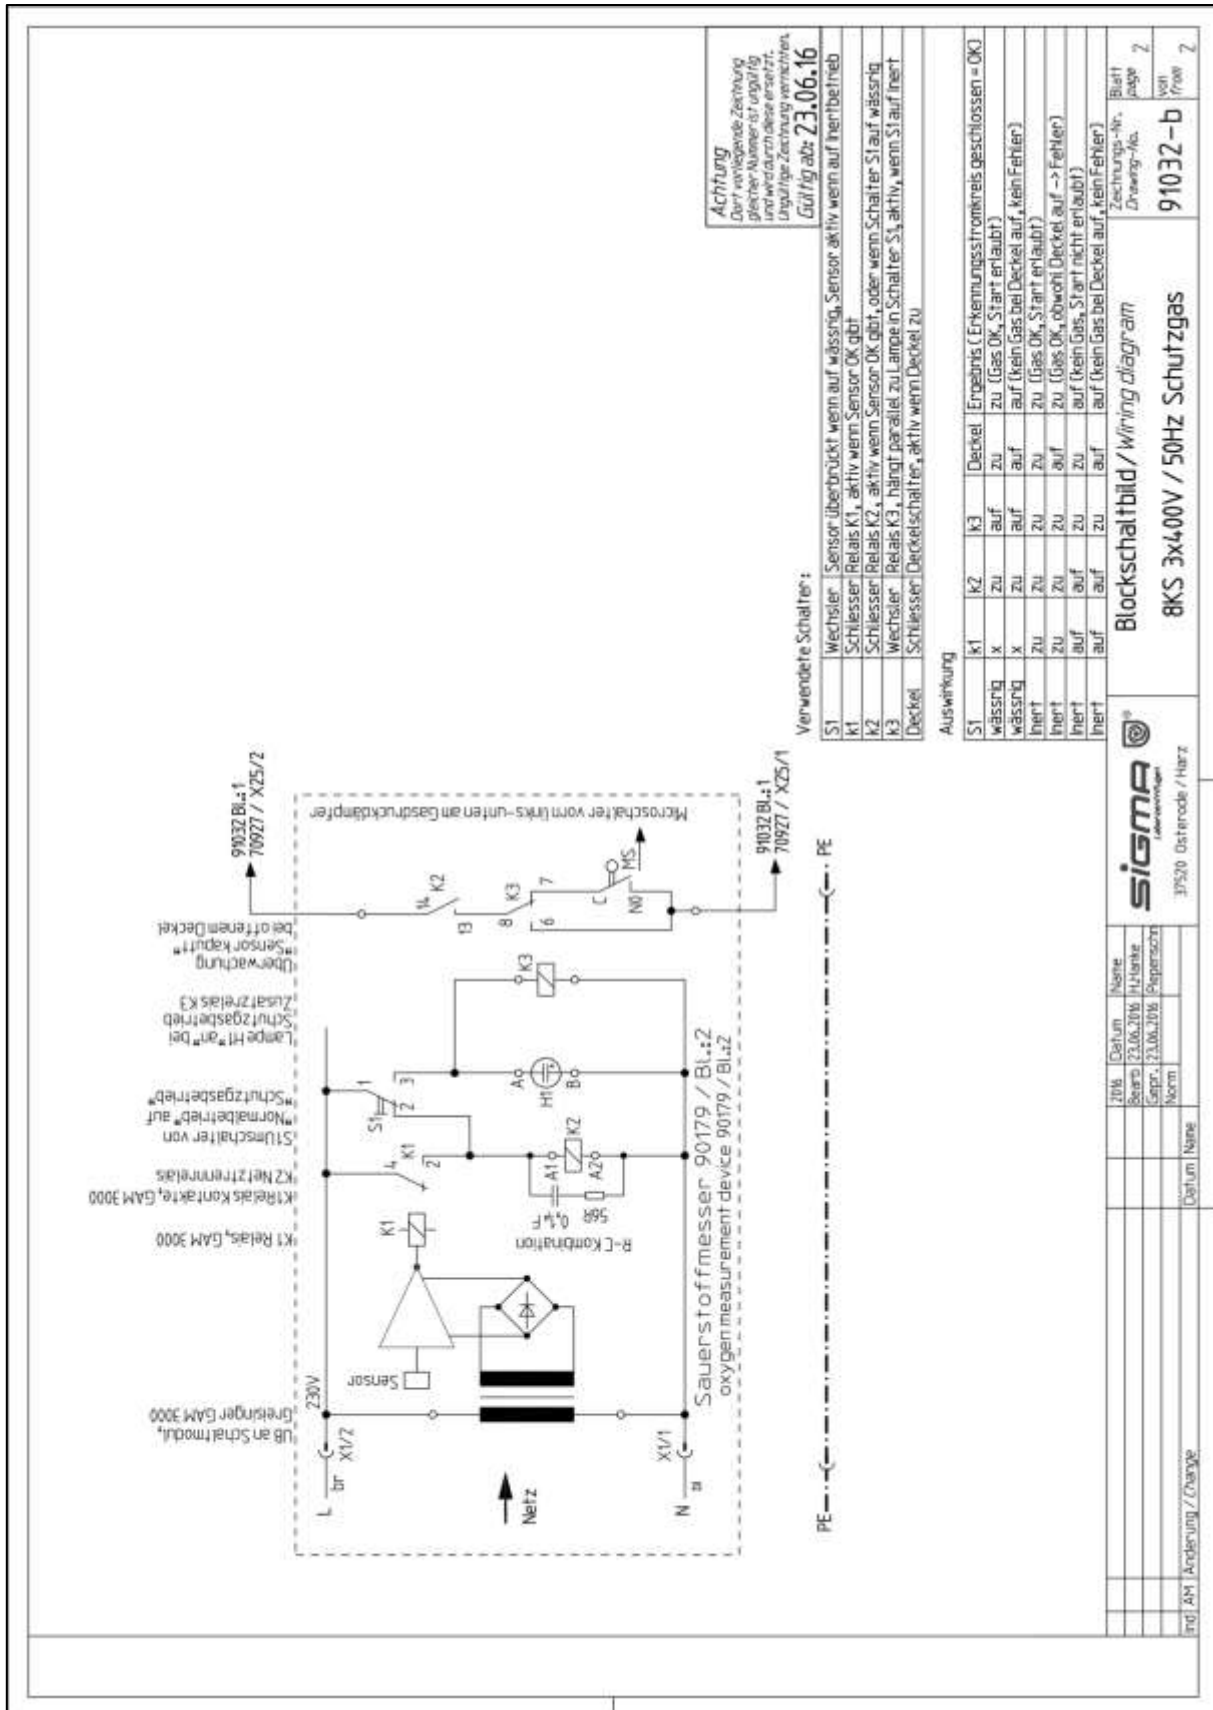 UB an Schaltmodul,
Greisinger GAM 3000
K1 Relais, GAM 3000
K1 Relais Kontakte, GAM 3000
K2 Netztrennrelais
S1 Umschalter von
"Normalbetrieb" auf
"Schutzgasbetrieb"
Lampe H1 "an" bei
Schutzgasbetrieb
Zusatzrelais K3
Überwachung
"Sensor kaputt"
bei offenem Deckel
91032 Bl.:1
70927 / X25/2
L
br
X1/2
230V
Netz
N
X1/1
Sensor
K1
4
K1
2
S1
1
2
3
R-C Kombination
56R
A1
A2
K2
H1
A
B
K3
14
K2
13
8
K3
6
7
C
NO
MS
Microschalter vorn links-unten am Gasdruckdämpfer
Sauerstoffmesser 90179 / Bl.:2
oxygen measurement device 90179 / Bl.:2
91032 Bl.:1
70927 / X25/1
PE
PE
Achtung
Dort vorliegende Zeichnung
gleicher Nummer ist ungültig
und wird durch diese ersetzt.
Ungültige Zeichnung vernichten.
Gültig ab: 23.06.16
Verwendete Schalter:
S1 Wechsler Sensor überbrückt wenn auf wässrig, Sensor aktiv wenn auf Inertbetrieb
k1 Schliesser Relais K1, aktiv wenn Sensor OK gibt
k2 Schliesser Relais K2, aktiv wenn Sensor OK gibt, oder wenn Schalter S1 auf wässrig
k3 Wechsler Relais K3, hängt parallel zu Lampe in Schalter S1, aktiv, wenn S1 auf Inert
Deckel Schliesser Deckelschalter, aktiv wenn Deckel zu
Auswirkung
S1 k1 k2 k3 Deckel Ergebnis (Erkennungsstromkreis geschlossen = OK)
wässrig x zu auf zu zu (Gas OK, Start erlaubt)
wässrig x zu auf auf auf (kein Gas bei Deckel auf, kein Fehler)
Inert zu zu zu zu zu (Gas OK, Start erlaubt)
Inert zu zu zu auf zu (Gas OK, obwohl Deckel auf -> Fehler)
Inert auf auf zu zu auf (kein Gas, Start nicht erlaubt)
Inert auf auf zu auf auf (kein Gas bei Deckel auf, kein Fehler)
Ind AM Änderung / Change Datum Name
2016 Datum Name
Bearb 23.06.2016 H.Hanke
Gepr. 23.06.2016
Norm
sigma ®
37520 Osterode / Harz
Blockschaltbild / Wiring diagram
8KS 3x400V / 50Hz Schutzgas
Zeichnungs-Nr.
Drawing-No.
91032-b
Blatt
page 2
von
from 2